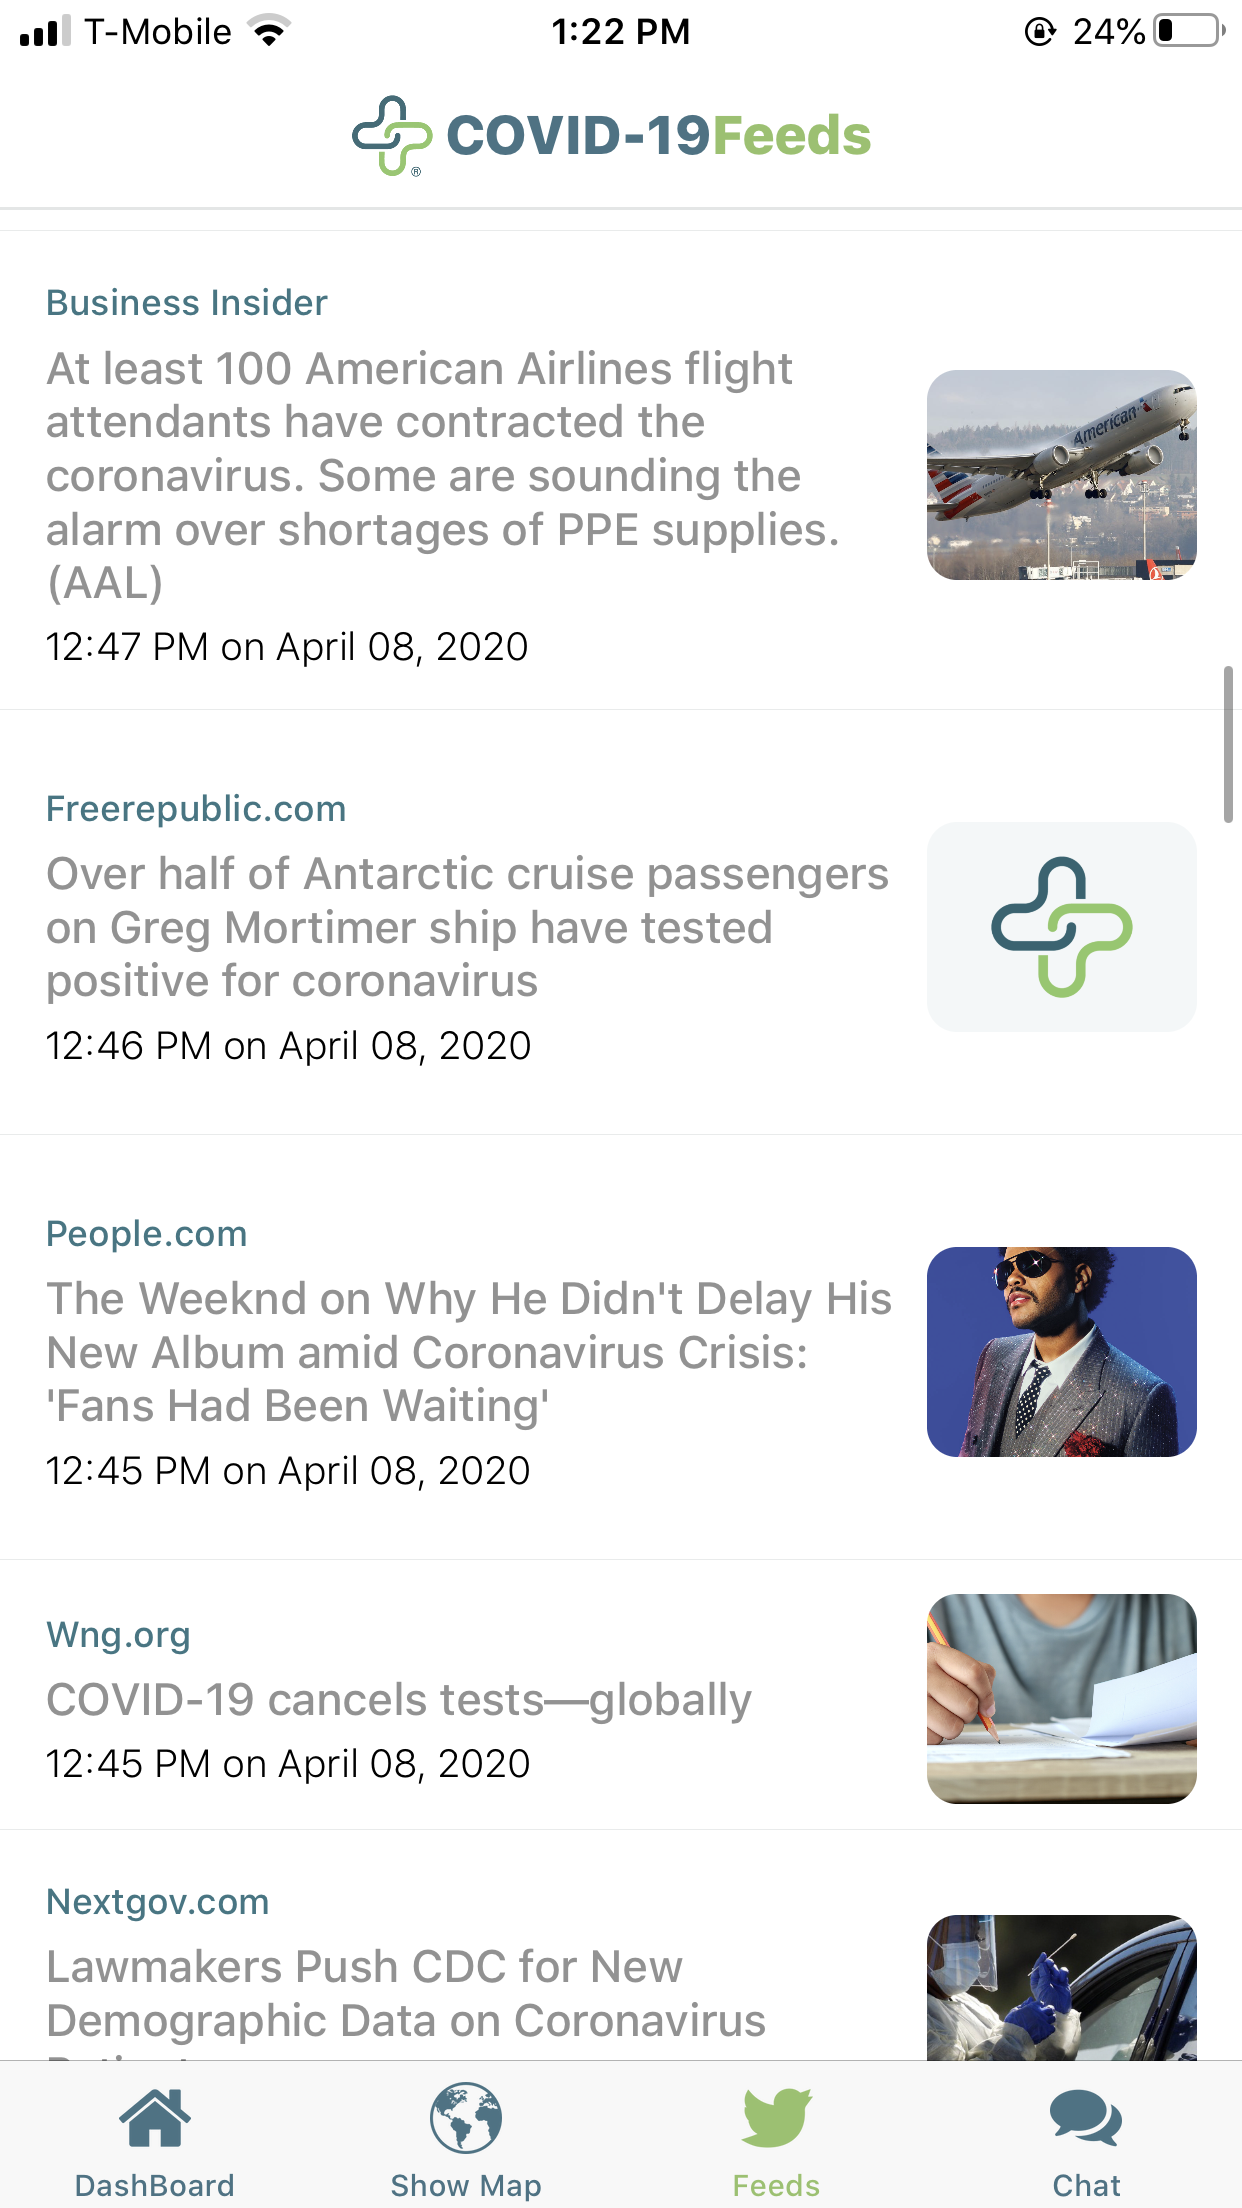 T-Mobile
1:22 PM
24%
COVID-19Feeds
®
Business Insider
At least 100 American Airlines flight
attendants have contracted the
coronavirus. Some are sounding the
alarm over shortages of PPE supplies.
(AAL)
12:47 PM on April 08, 2020
American
Freerepublic.com
Over half of Antarctic cruise passengers
on Greg Mortimer ship have tested
positive for coronavirus
12:46 PM on April 08, 2020
People.com
The Weeknd on Why He Didn't Delay His
New Album amid Coronavirus Crisis:
'Fans Had Been Waiting'
12:45 PM on April 08, 2020
Wng.org
COVID-19 cancels tests—globally
12:45 PM on April 08, 2020
Nextgov.com
Lawmakers Push CDC for New
Demographic Data on Coronavirus
DashBoard
Show Map
Feeds
Chat